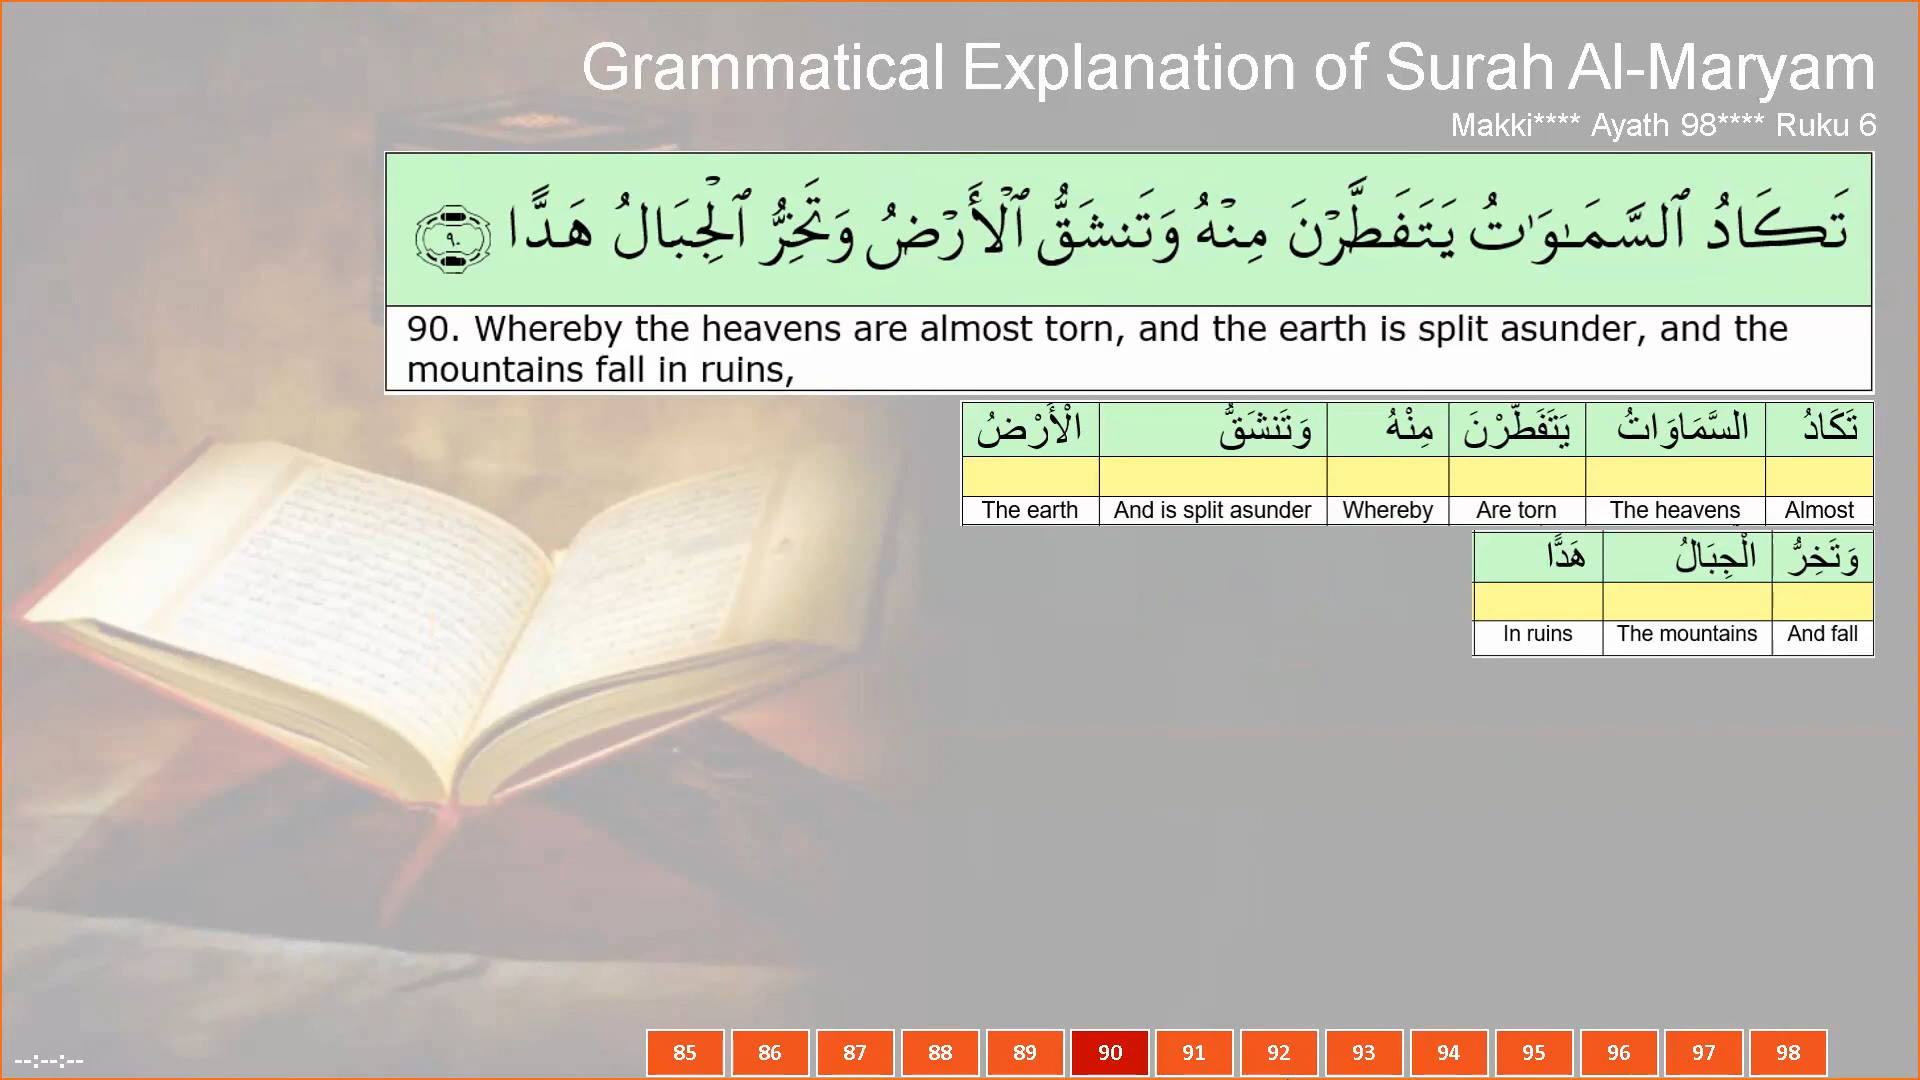 Grammatical Explanation of Surah Al-Maryam
Makki**** Ayath 98**** Ruku 6
تَكَادُ ٱلسَّمَـٰوَٰتُ يَتَفَطَّرْنَ مِنْهُ وَتَنشَقُّ ٱلْأَرْضُ وَتَخِرُّ ٱلْجِبَالُ هَدًّا ٩٠
90. Whereby the heavens are almost torn, and the earth is split asunder, and the
mountains fall in ruins,
تَكَادُ السَّمَاوَاتُ يَتَفَطَّرْنَ مِنْهُ وَتَنشَقُّ الْأَرْضُ
The earth And is split asunder Whereby Are torn The heavens Almost
وَتَخِرُّ الْجِبَالُ هَدًّا
In ruins The mountains And fall
--:--:-- 85 86 87 88 89 90 91 92 93 94 95 96 97 98